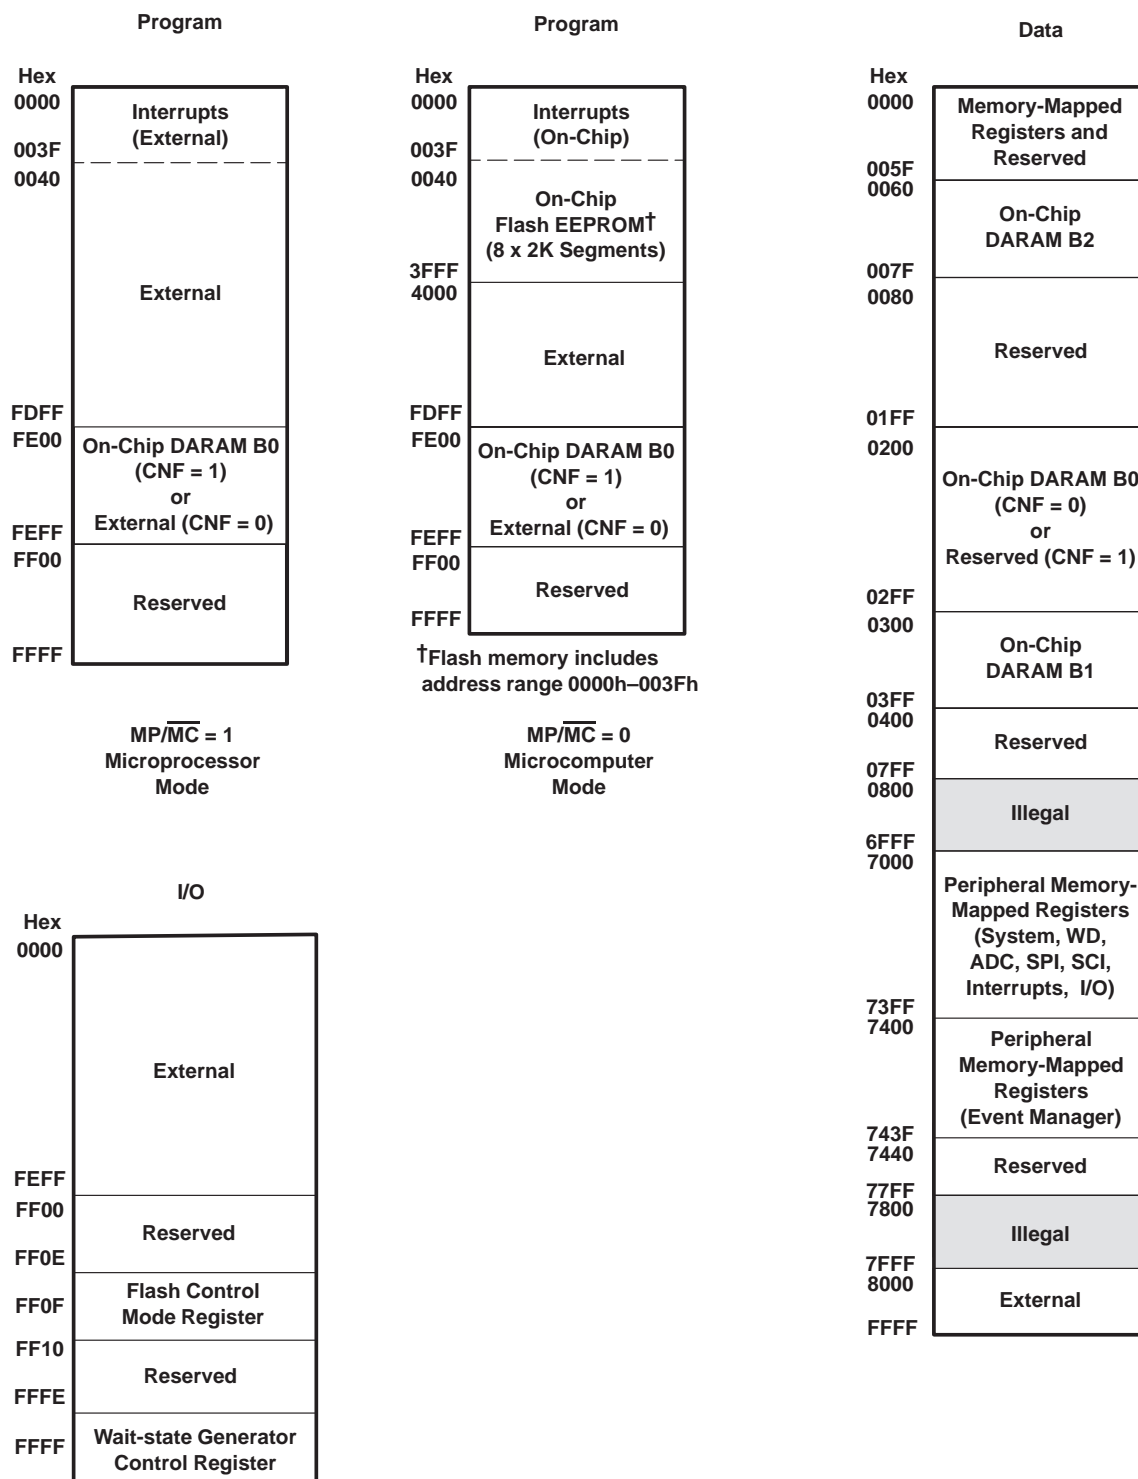 Program
Hex
0000
Interrupts
(External)
003F
0040
External
FDFF
FE00
On-Chip DARAM B0
(CNF = 1)
or
External (CNF = 0)
FEFF
FF00
Reserved
FFFF
MP/MC = 1
Microprocessor
Mode
Program
Hex
0000
Interrupts
(On-Chip)
003F
0040
On-Chip
Flash EEPROM†
(8 x 2K Segments)
3FFF
4000
External
FDFF
FE00
On-Chip DARAM B0
(CNF = 1)
or
External (CNF = 0)
FEFF
FF00
Reserved
FFFF
†Flash memory includes
address range 0000h–003Fh
MP/MC = 0
Microcomputer
Mode
Data
Hex
0000
Memory-Mapped
Registers and
Reserved
005F
0060
On-Chip
DARAM B2
007F
0080
Reserved
01FF
0200
On-Chip DARAM B0
(CNF = 0)
or
Reserved (CNF = 1)
02FF
0300
On-Chip
DARAM B1
03FF
0400
Reserved
07FF
0800
Illegal
6FFF
7000
Peripheral Memory-
Mapped Registers
(System, WD,
ADC, SPI, SCI,
Interrupts, I/O)
73FF
7400
Peripheral
Memory-Mapped
Registers
(Event Manager)
743F
7440
Reserved
77FF
7800
Illegal
7FFF
8000
External
FFFF
I/O
Hex
0000
External
FEFF
FF00
Reserved
FF0E
Flash Control
FF0F
Mode Register
FF10
Reserved
FFFE
Wait-state Generator
FFFF
Control Register